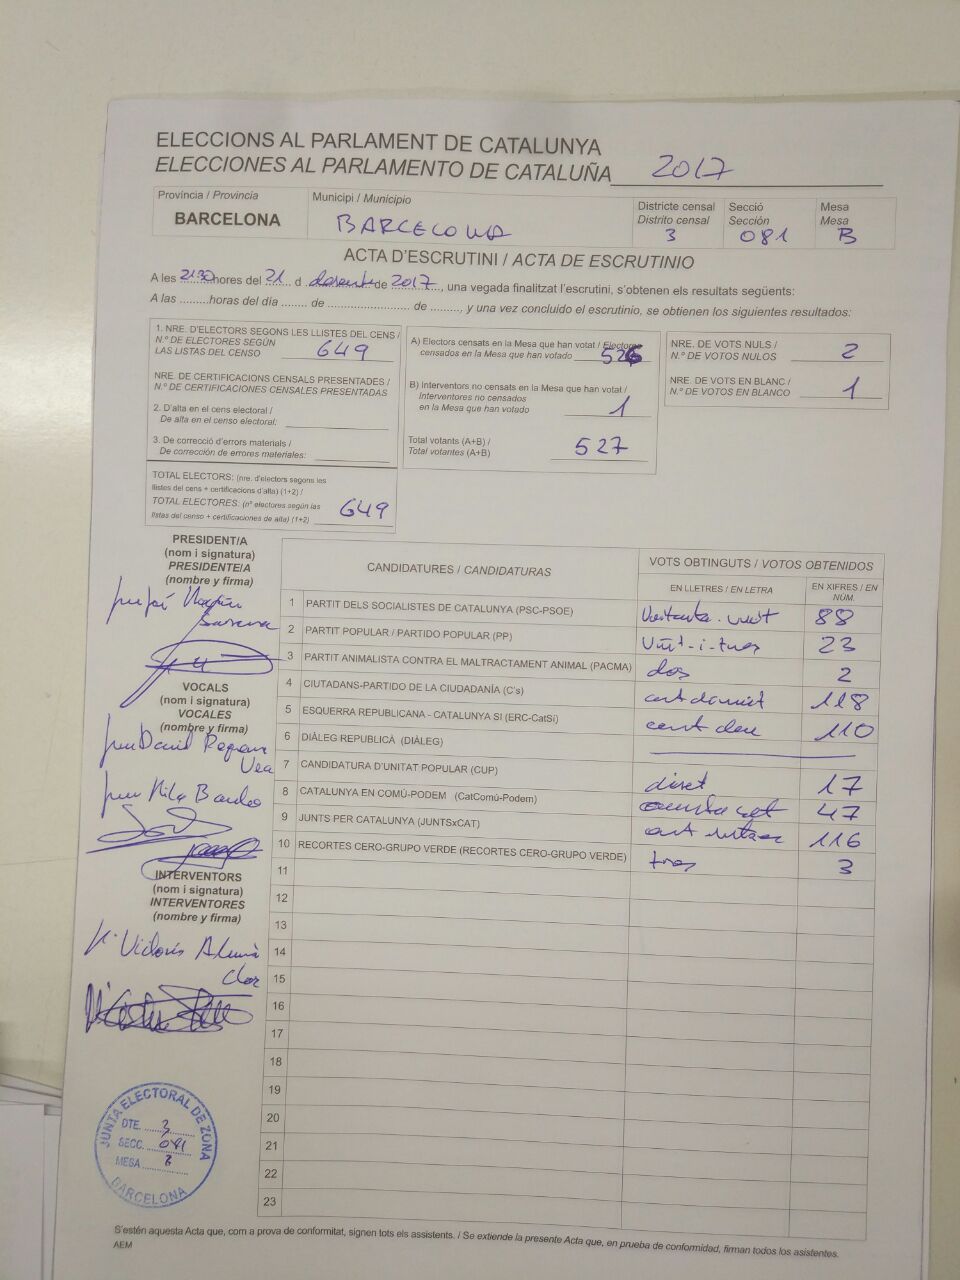 ELECCIONS AL PARLAMENT DE CATALUNYA
ELECCIONES AL PARLAMENTO DE CATALUÑA 2017
Província / Provincia
BARCELONA
Municipi / Municipio
BARCELONA
Districte censal
Distrito censal
3
Secció
Sección
081
Mesa
Mesa
B
ACTA D'ESCRUTINI / ACTA DE ESCRUTINIO
A les 21:30 hores del 21 d de 2017, una vegada finalitzat l'escrutini, s'obtenen els resultats següents:
A las .........horas del día ........ de ........................ de ........., y una vez concluido el escrutinio, se obtienen los siguientes resultados:
1. NRE. D'ELECTORS SEGONS LES LLISTES DEL CENS /
N.º DE ELECTORES SEGÚN
LAS LISTAS DEL CENSO 649
NRE. DE CERTIFICACIONS CENSALS PRESENTADES /
N.º DE CERTIFICACIONES CENSALES PRESENTADAS
2. D'alta en el cens electoral /
De alta en el censo electoral:
3. De correcció d'errors materials /
De corrección de errores materiales:
TOTAL ELECTORS: (nre. d'electors segons les
llistes del cens + certificacions d'alta) (1+2) /
TOTAL ELECTORES: (nº electores según las
listas del censo + certificaciones de alta) (1+2) 649
A) Electors censats en la Mesa que han votat / Electores
censados en la Mesa que han votado 526
B) Interventors no censats en la Mesa que han votat /
Interventores no censados
en la Mesa que han votado 1
Total votants (A+B) /
Total votantes (A+B) 527
NRE. DE VOTS NULS /
N.º DE VOTOS NULOS 2
NRE. DE VOTS EN BLANC /
N.º DE VOTOS EN BLANCO 1
PRESIDENT/A
(nom i signatura)
PRESIDENTE/A
(nombre y firma)
VOCALS
(nom i signatura)
VOCALES
(nombre y firma)
David
INTERVENTORS
(nom i signatura)
INTERVENTORES
(nombre y firma)
CANDIDATURES / CANDIDATURAS
VOTS OBTINGUTS / VOTOS OBTENIDOS
EN LLETRES / EN LETRA
EN XIFRES / EN NÚM.
1 PARTIT DELS SOCIALISTES DE CATALUNYA (PSC-PSOE) Vuitanta-vuit 88
2 PARTIT POPULAR / PARTIDO POPULAR (PP) Vint-i-tres 23
3 PARTIT ANIMALISTA CONTRA EL MALTRACTAMENT ANIMAL (PACMA) dos 2
4 CIUTADANS-PARTIDO DE LA CIUDADANÍA (C's) cent divuit 118
5 ESQUERRA REPUBLICANA - CATALUNYA SÍ (ERC-CatSí) cent deu 110
6 DIÀLEG REPUBLICÀ (DIÀLEG)
7 CANDIDATURA D'UNITAT POPULAR (CUP) diset 17
8 CATALUNYA EN COMÚ-PODEM (CatComú-Podem) 47
9 JUNTS PER CATALUNYA (JUNTSxCAT) cent setze 116
10 RECORTES CERO-GRUPO VERDE (RECORTES CERO-GRUPO VERDE) tres 3
11
12
13
14
15
16
17
18
19
20
21
22
23
JUNTA ELECTORAL DE ZONA
DTE. 3
SECC. 081
MESA B
BARCELONA
S'estén aquesta Acta que, com a prova de conformitat, signen tots els assistents. / Se extiende la presente Acta que, en prueba de conformidad, firman todos los asistentes.
AEM